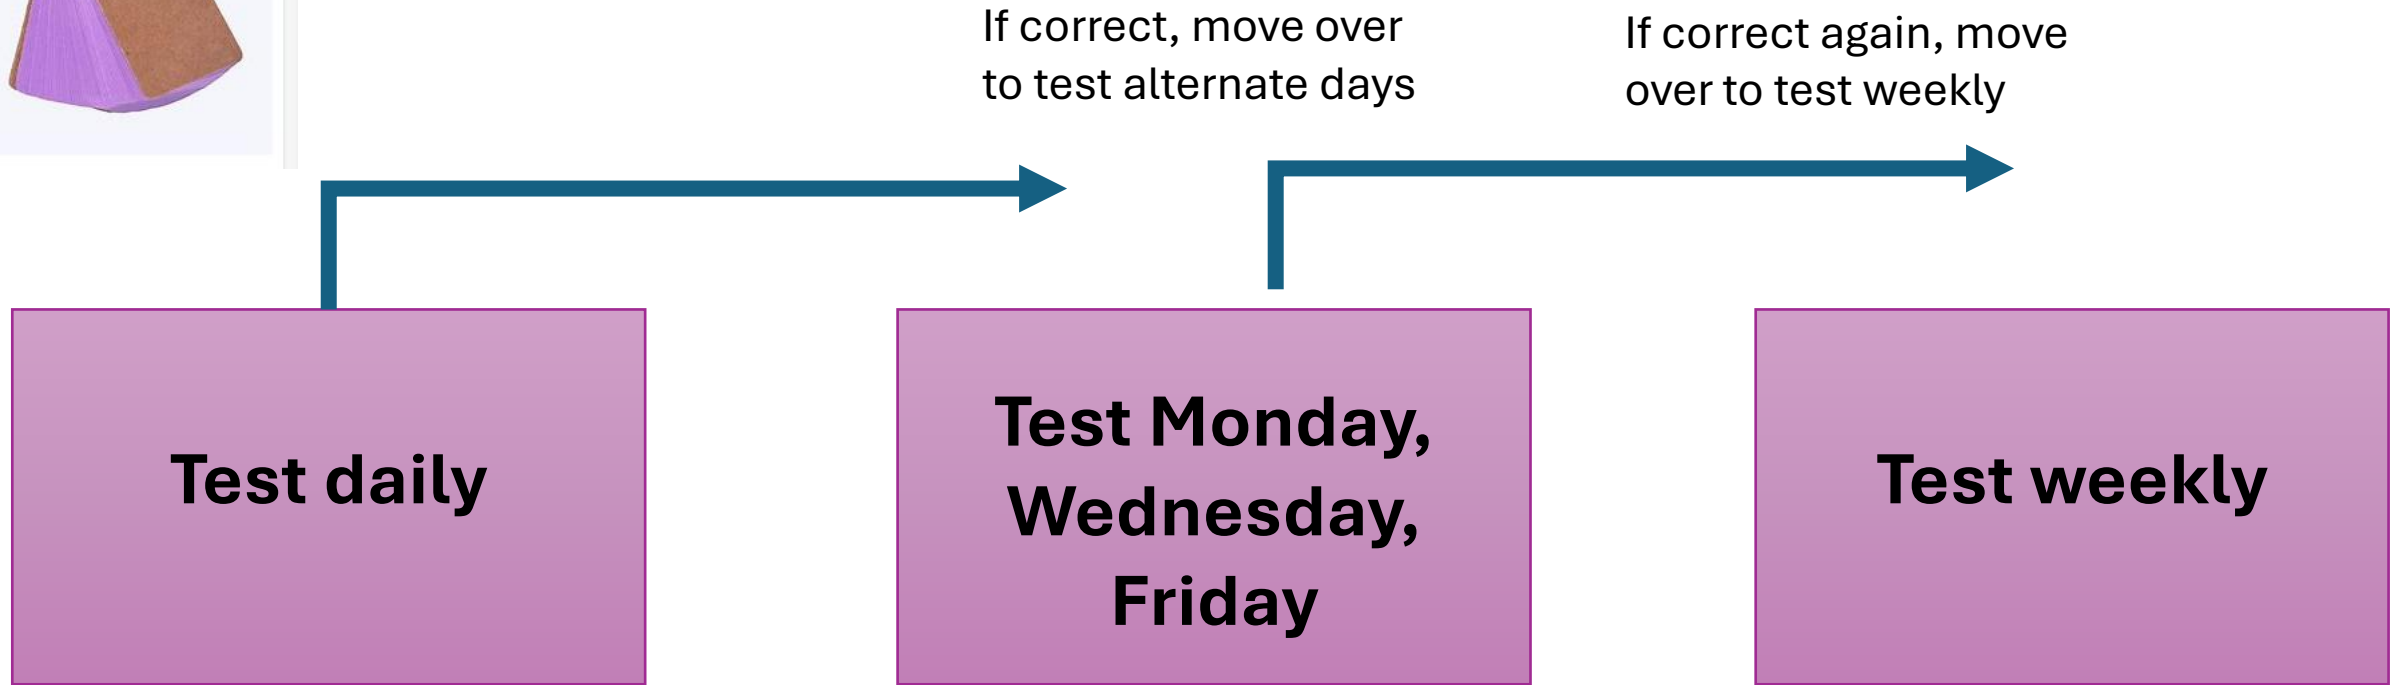 If correct, move over
to test alternate days
If correct again, move
over to test weekly
Test daily
Test Monday,
Wednesday,
Friday
Test weekly